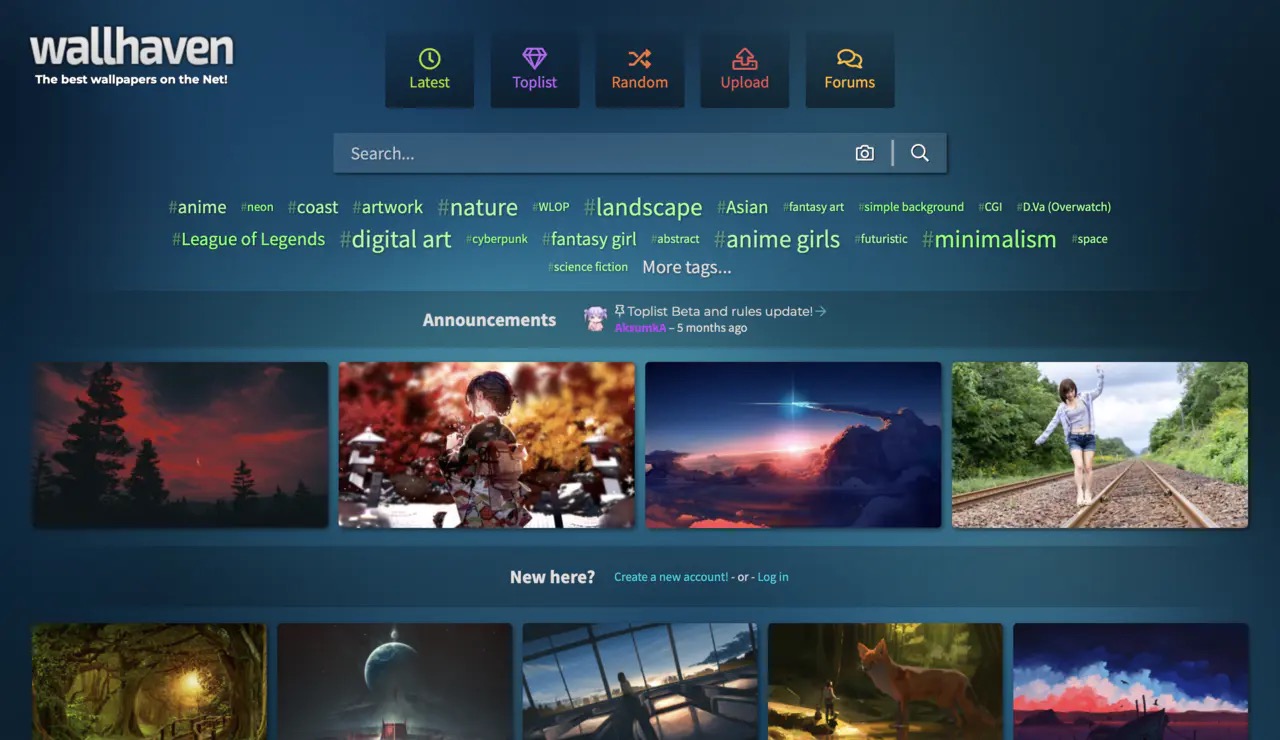 wallhaven
The best wallpapers on the Net!
Latest
Toplist
Random
Upload
Forums
Search...
#anime #neon #coast #artwork #nature #WLOP #landscape #Asian #fantasy art #simple background #CGI #D.Va (Overwatch)
#League of Legends #digital art #cyberpunk #fantasy girl #abstract #anime girls #futuristic #minimalism #space
#science fiction More tags...
Announcements
Toplist Beta and rules update!
AksumkA – 5 months ago
New here? Create a new account! - or - Log in